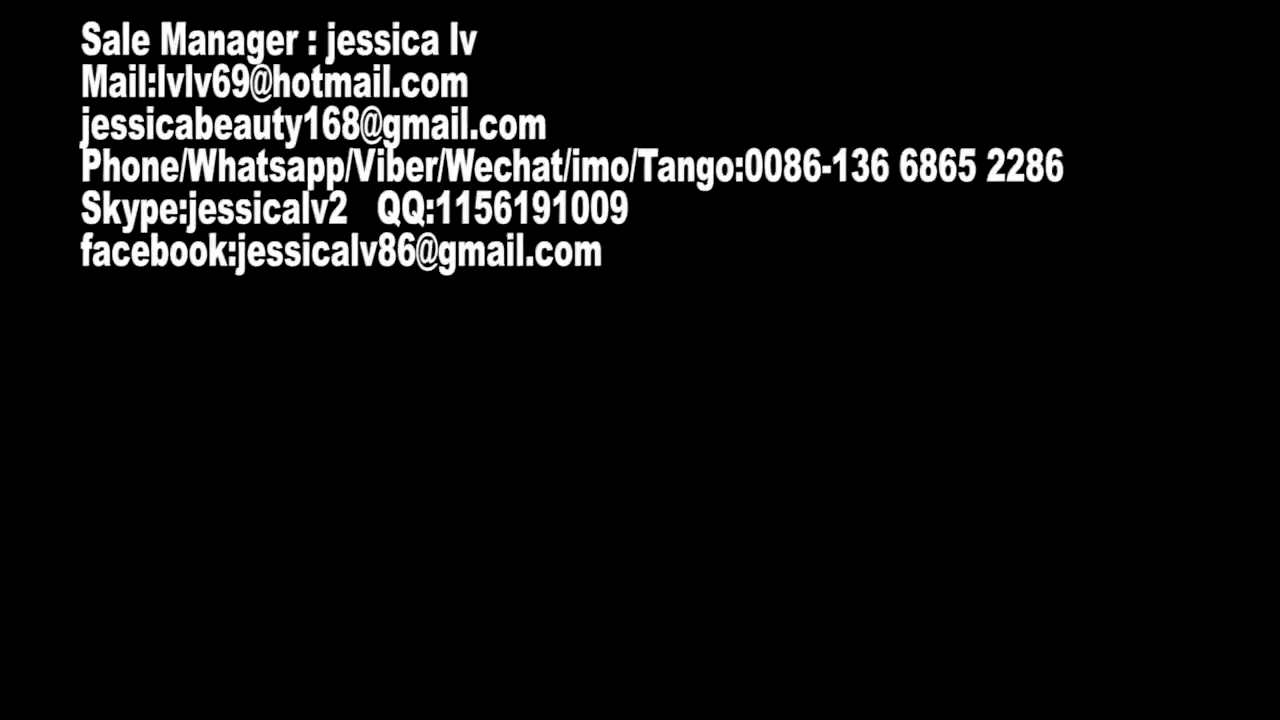 Sale Manager : jessica lv
Mail:lvlv69@hotmail.com
jessicabeauty168@gmail.com
Phone/Whatsapp/Viber/Wechat/imo/Tango:0086-136 6865 2286
Skype:jessicalv2   QQ:1156191009
facebook:jessicalv86@gmail.com